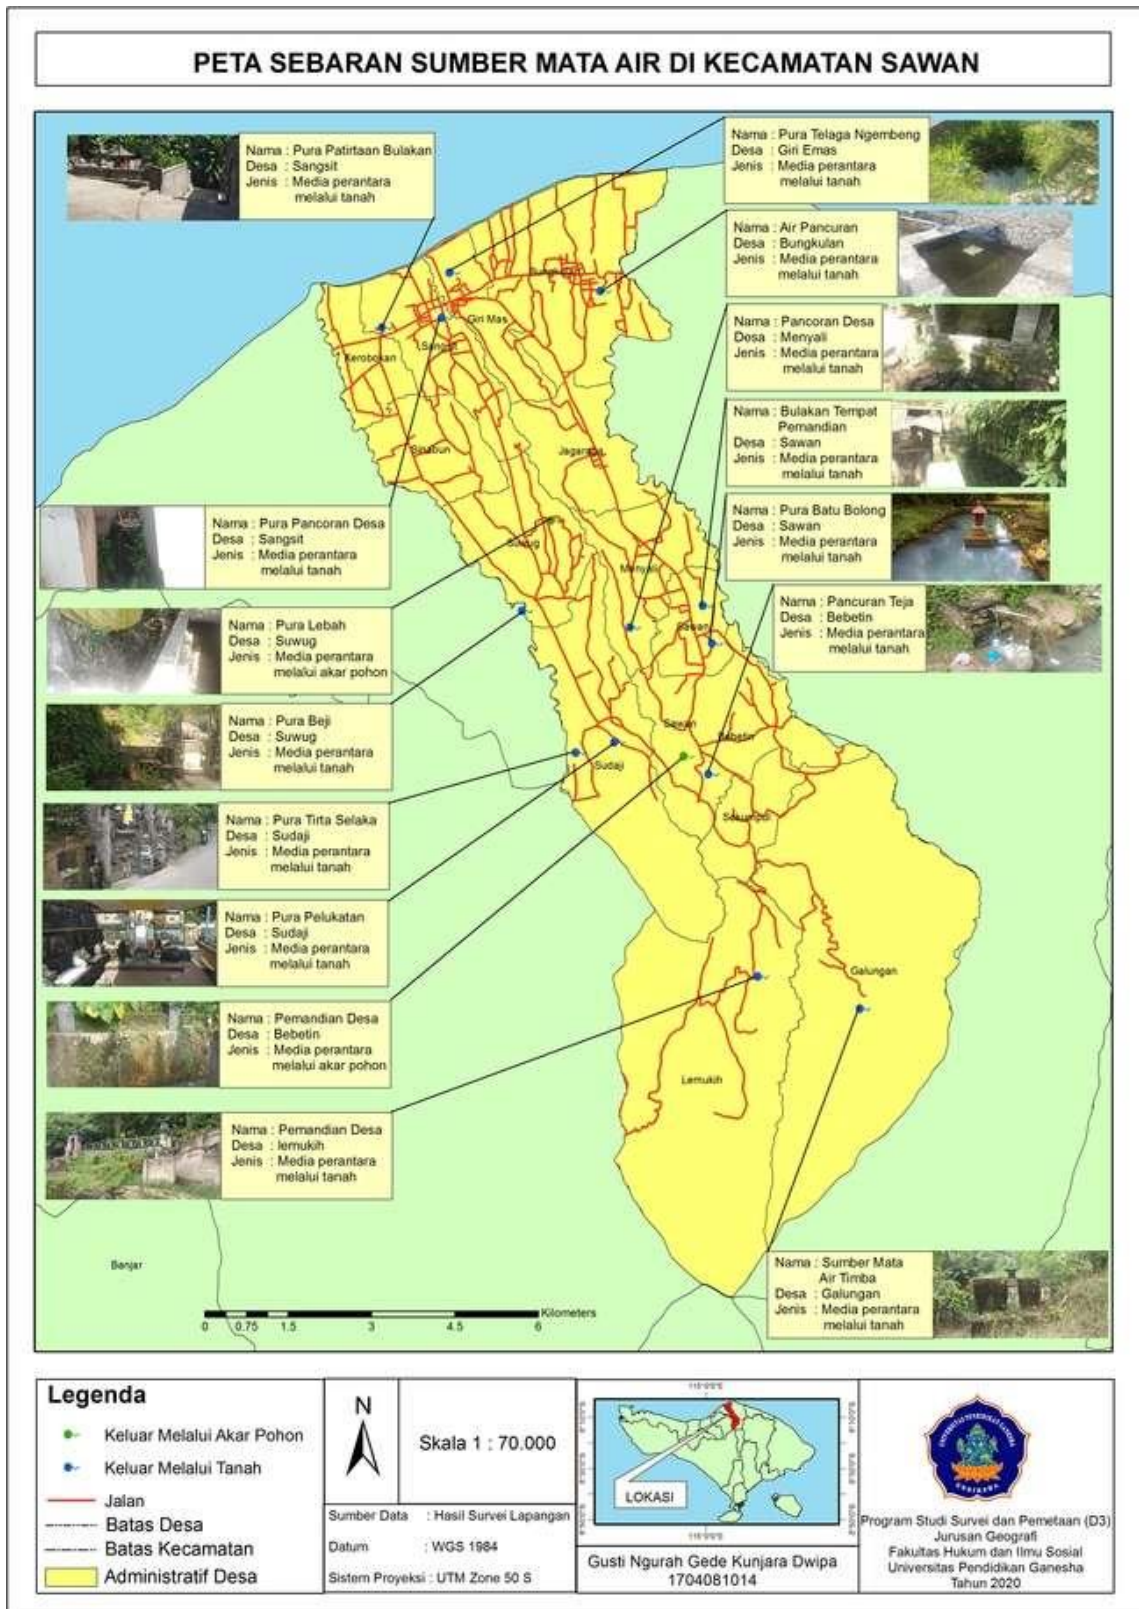 PETA SEBARAN SUMBER MATA AIR DI KECAMATAN SAWAN
Nama : Pura Patirtaan Bulakan
Desa : Sangsit
Jenis : Media perantara
melalui tanah
Nama : Pura Telaga Ngembeng
Desa : Giri Emas
Jenis : Media perantara
melalui tanah
Nama : Air Pancuran
Desa : Bungkulan
Jenis : Media perantara
melalui tanah
Nama : Pancoran Desa
Desa : Menyali
Jenis : Media perantara
melalui tanah
Nama : Bulakan Tempat
Pemandian
Desa : Sawan
Jenis : Media perantara
melalui tanah
Nama : Pura Batu Bolong
Desa : Sawan
Jenis : Media perantara
melalui tanah
Nama : Pancuran Teja
Desa : Bebetin
Jenis : Media perantara
melalui tanah
Nama : Pura Pancoran Desa
Desa : Sangsit
Jenis : Media perantara
melalui tanah
Nama : Pura Lebah
Desa : Suwug
Jenis : Media perantara
melalui akar pohon
Nama : Pura Beji
Desa : Suwug
Jenis : Media perantara
melalui tanah
Nama : Pura Tirta Selaka
Desa : Sudaji
Jenis : Media perantara
melalui tanah
Nama : Pura Pelukatan
Desa : Sudaji
Jenis : Media perantara
melalui tanah
Nama : Pemandian Desa
Desa : Bebetin
Jenis : Media perantara
melalui akar pohon
Nama : Pemandian Desa
Desa : lemukih
Jenis : Media perantara
melalui tanah
Nama : Sumber Mata
Air Timba
Desa : Galungan
Jenis : Media perantara
melalui tanah
Giri Mas
Sangsit
Kerobokan
Sinabun
Jagaraga
Suwug
Menyali
Sawan
Sawan
Bebetin
Sudaji
Sekumpul
Galungan
Lemukih
Banjar
Kilometers
0 0.75 1.5 3 4.5 6
Legenda
Keluar Melalui Akar Pohon
Keluar Melalui Tanah
Jalan
Batas Desa
Batas Kecamatan
Administratif Desa
N
Skala 1 : 70.000
Sumber Data : Hasil Survei Lapangan
Datum : WGS 1984
Sistem Proyeksi : UTM Zone 50 S
LOKASI
Gusti Ngurah Gede Kunjara Dwipa
1704081014
UNIVERSITAS PENDIDIKAN GANESHA
UNDIKSHA
Program Studi Survei dan Pemetaan (D3)
Jurusan Geografi
Fakultas Hukum dan Ilmu Sosial
Universitas Pendidikan Ganesha
Tahun 2020